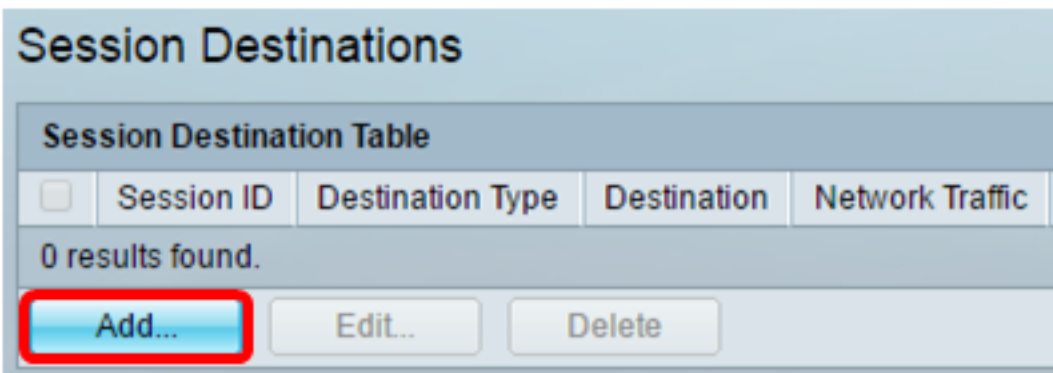 Session Destinations
Session Destination Table
Session ID Destination Type Destination Network Traffic
0 results found.
Add... Edit... Delete